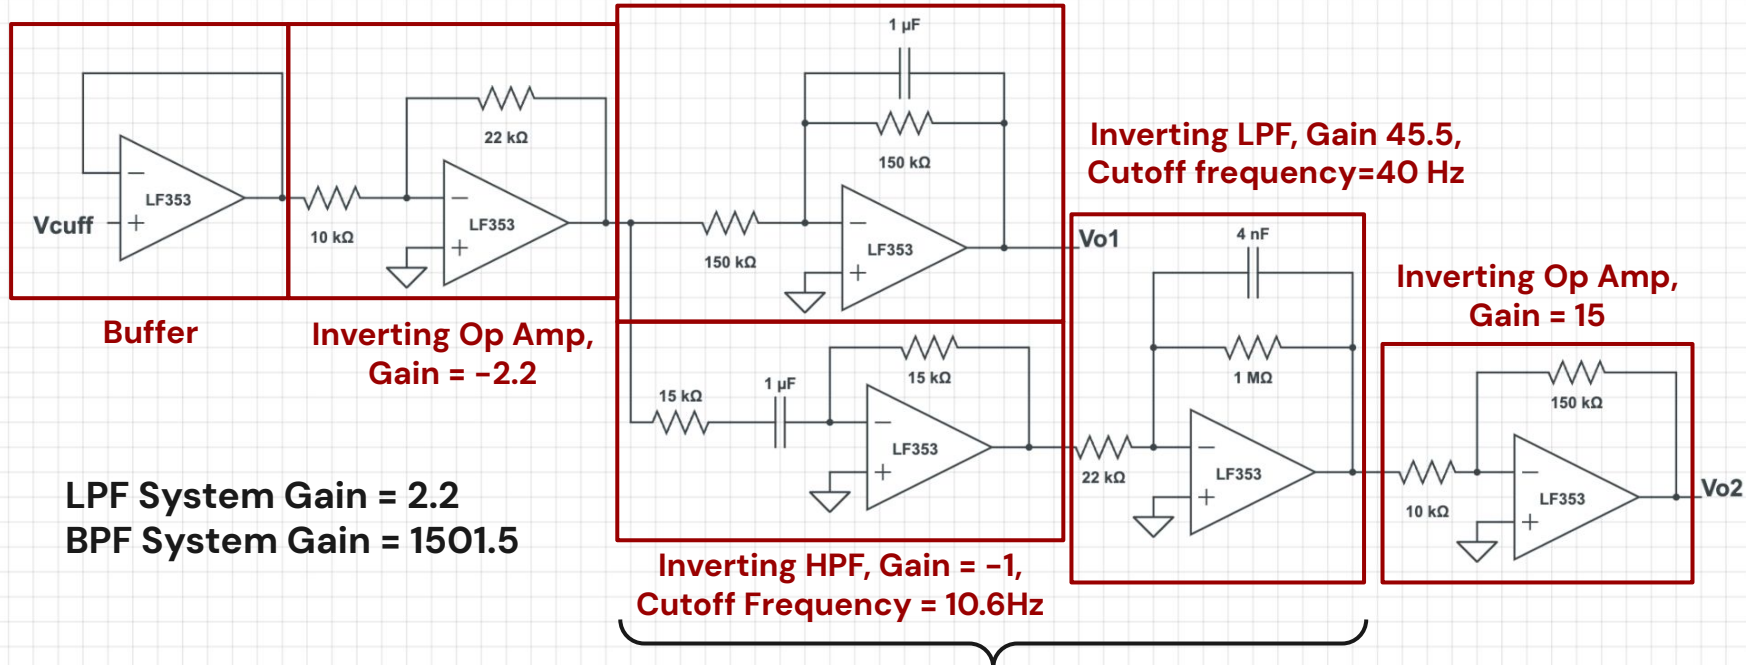 Vcuff
LF353
Buffer
10 kΩ
22 kΩ
LF353
Inverting Op Amp,
Gain = -2.2
1 µF
150 kΩ
150 kΩ
LF353
Vo1
15 kΩ
1 µF
15 kΩ
LF353
Inverting HPF, Gain = -1,
Cutoff Frequency = 10.6Hz
Inverting LPF, Gain 45.5,
Cutoff frequency=40 Hz
4 nF
1 MΩ
22 kΩ
LF353
Inverting Op Amp,
Gain = 15
150 kΩ
10 kΩ
LF353
Vo2
LPF System Gain = 2.2
BPF System Gain = 1501.5